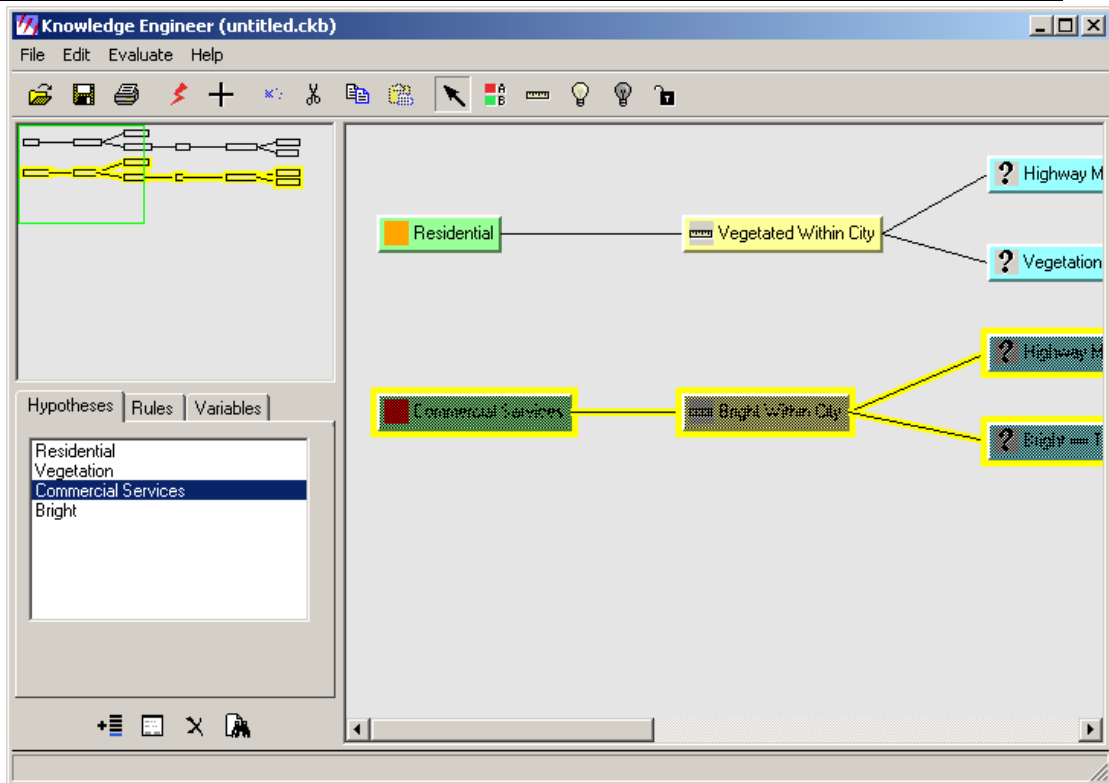 Knowledge Engineer (untitled.ckb)
File Edit Evaluate Help
A
B
Hypotheses Rules Variables
Residential
Vegetation
Commercial Services
Bright
Residential
Vegetated Within City
? Highway M
? Vegetation
Commercial Services
Bright Within City
? Highway M
? Bright == T